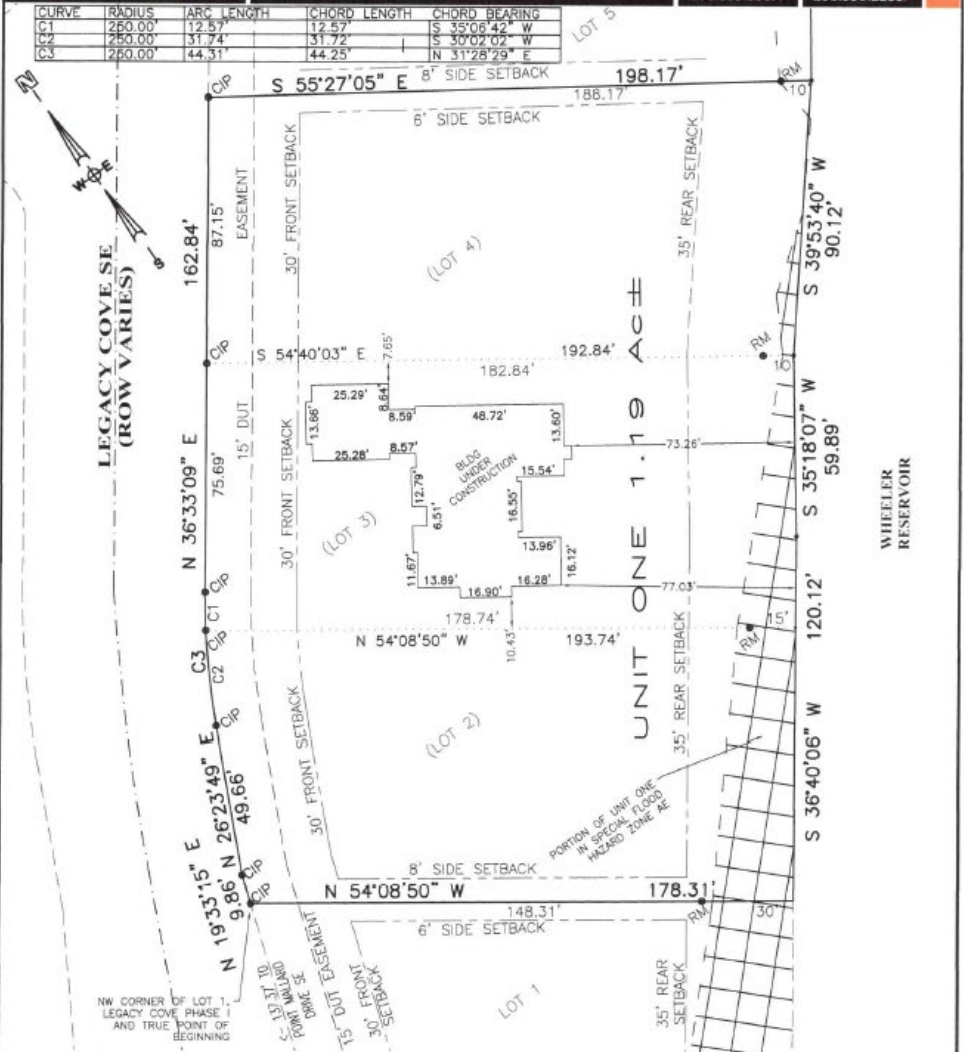 CURVE RADIUS ARC LENGTH CHORD LENGTH CHORD BEARING
C1 250.00' 12.57' 12.57' S 35°06'42" W
C2 250.00' 31.74' 31.72' S 30°02'02" W
C3 250.00' 44.31' 44.25' N 31°28'29" E
LOT 5
N
W E
S
CIP
S 55°27'05" E
8' SIDE SETBACK
198.17'
188.17'
RM
10'
6' SIDE SETBACK
LEGACY COVE SE
(ROW VARIES)
162.84'
87.15'
EASEMENT
30' FRONT SETBACK
(LOT 4)
35' REAR SETBACK
S 39°53'40" W
90.12'
CIP
S 54°40'03" E
7.65'
192.84'
182.84'
RM
10'
N 36°33'09" E
75.69'
15' DUT
30' FRONT SETBACK
(LOT 3)
25.29'
8.64'
8.59'
48.72'
13.66'
13.60'
25.28'
8.57'
73.26'
BLDG
UNDER
CONSTRUCTION
15.54'
12.79'
6.51'
16.55'
13.96'
11.67'
16.12'
13.89'
16.90'
16.28'
77.03'
UNIT ONE 1.19 AC±
S 35°18'07" W
59.89'
WHEELER
RESERVOIR
CIP
C1
CIP
C3
C2
178.74'
N 54°08'50" W
10.43'
193.74'
RM
15'
120.12'
S 36°40'06" W
35' REAR SETBACK
CIP
(LOT 2)
30' FRONT SETBACK
N 26°23'49" E
49.66'
PORTION OF UNIT ONE
IN SPECIAL FLOOD
HAZARD ZONE AE
CIP
8' SIDE SETBACK
N 54°08'50" W
178.31'
CIP
148.31'
RM
30'
6' SIDE SETBACK
N 19°33'15" E
9.86'
<- 137.37' TO
POINT MALLARD
DRIVE SE
15' DUT EASEMENT
30' FRONT
SETBACK
LOT 1
35' REAR
SETBACK
NW CORNER OF LOT 1,
LEGACY COVE PHASE I
AND TRUE POINT OF
BEGINNING